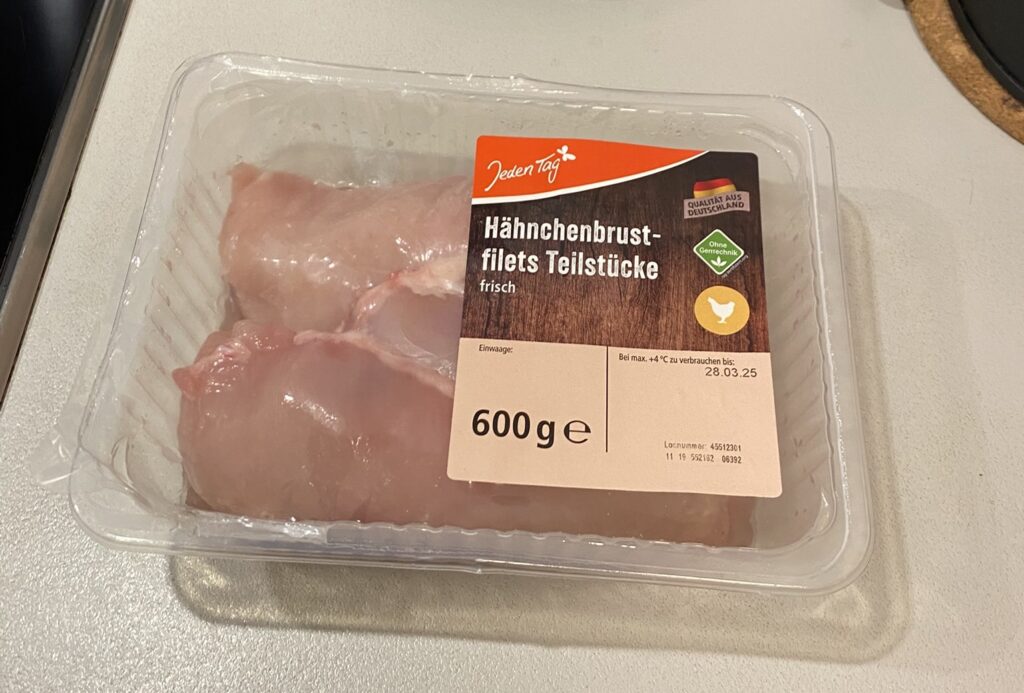 Jeden Tag
QUALITÄT AUS
DEUTSCHLAND
Hähnchenbrust-
filets Teilstücke
frisch
Ohne
Gentechnik
Einwaage:
600 g e
Bei max. +4 °C zu verbrauchen bis:
28.03.25
Losnummer: 45512301
11 19 552182 06392